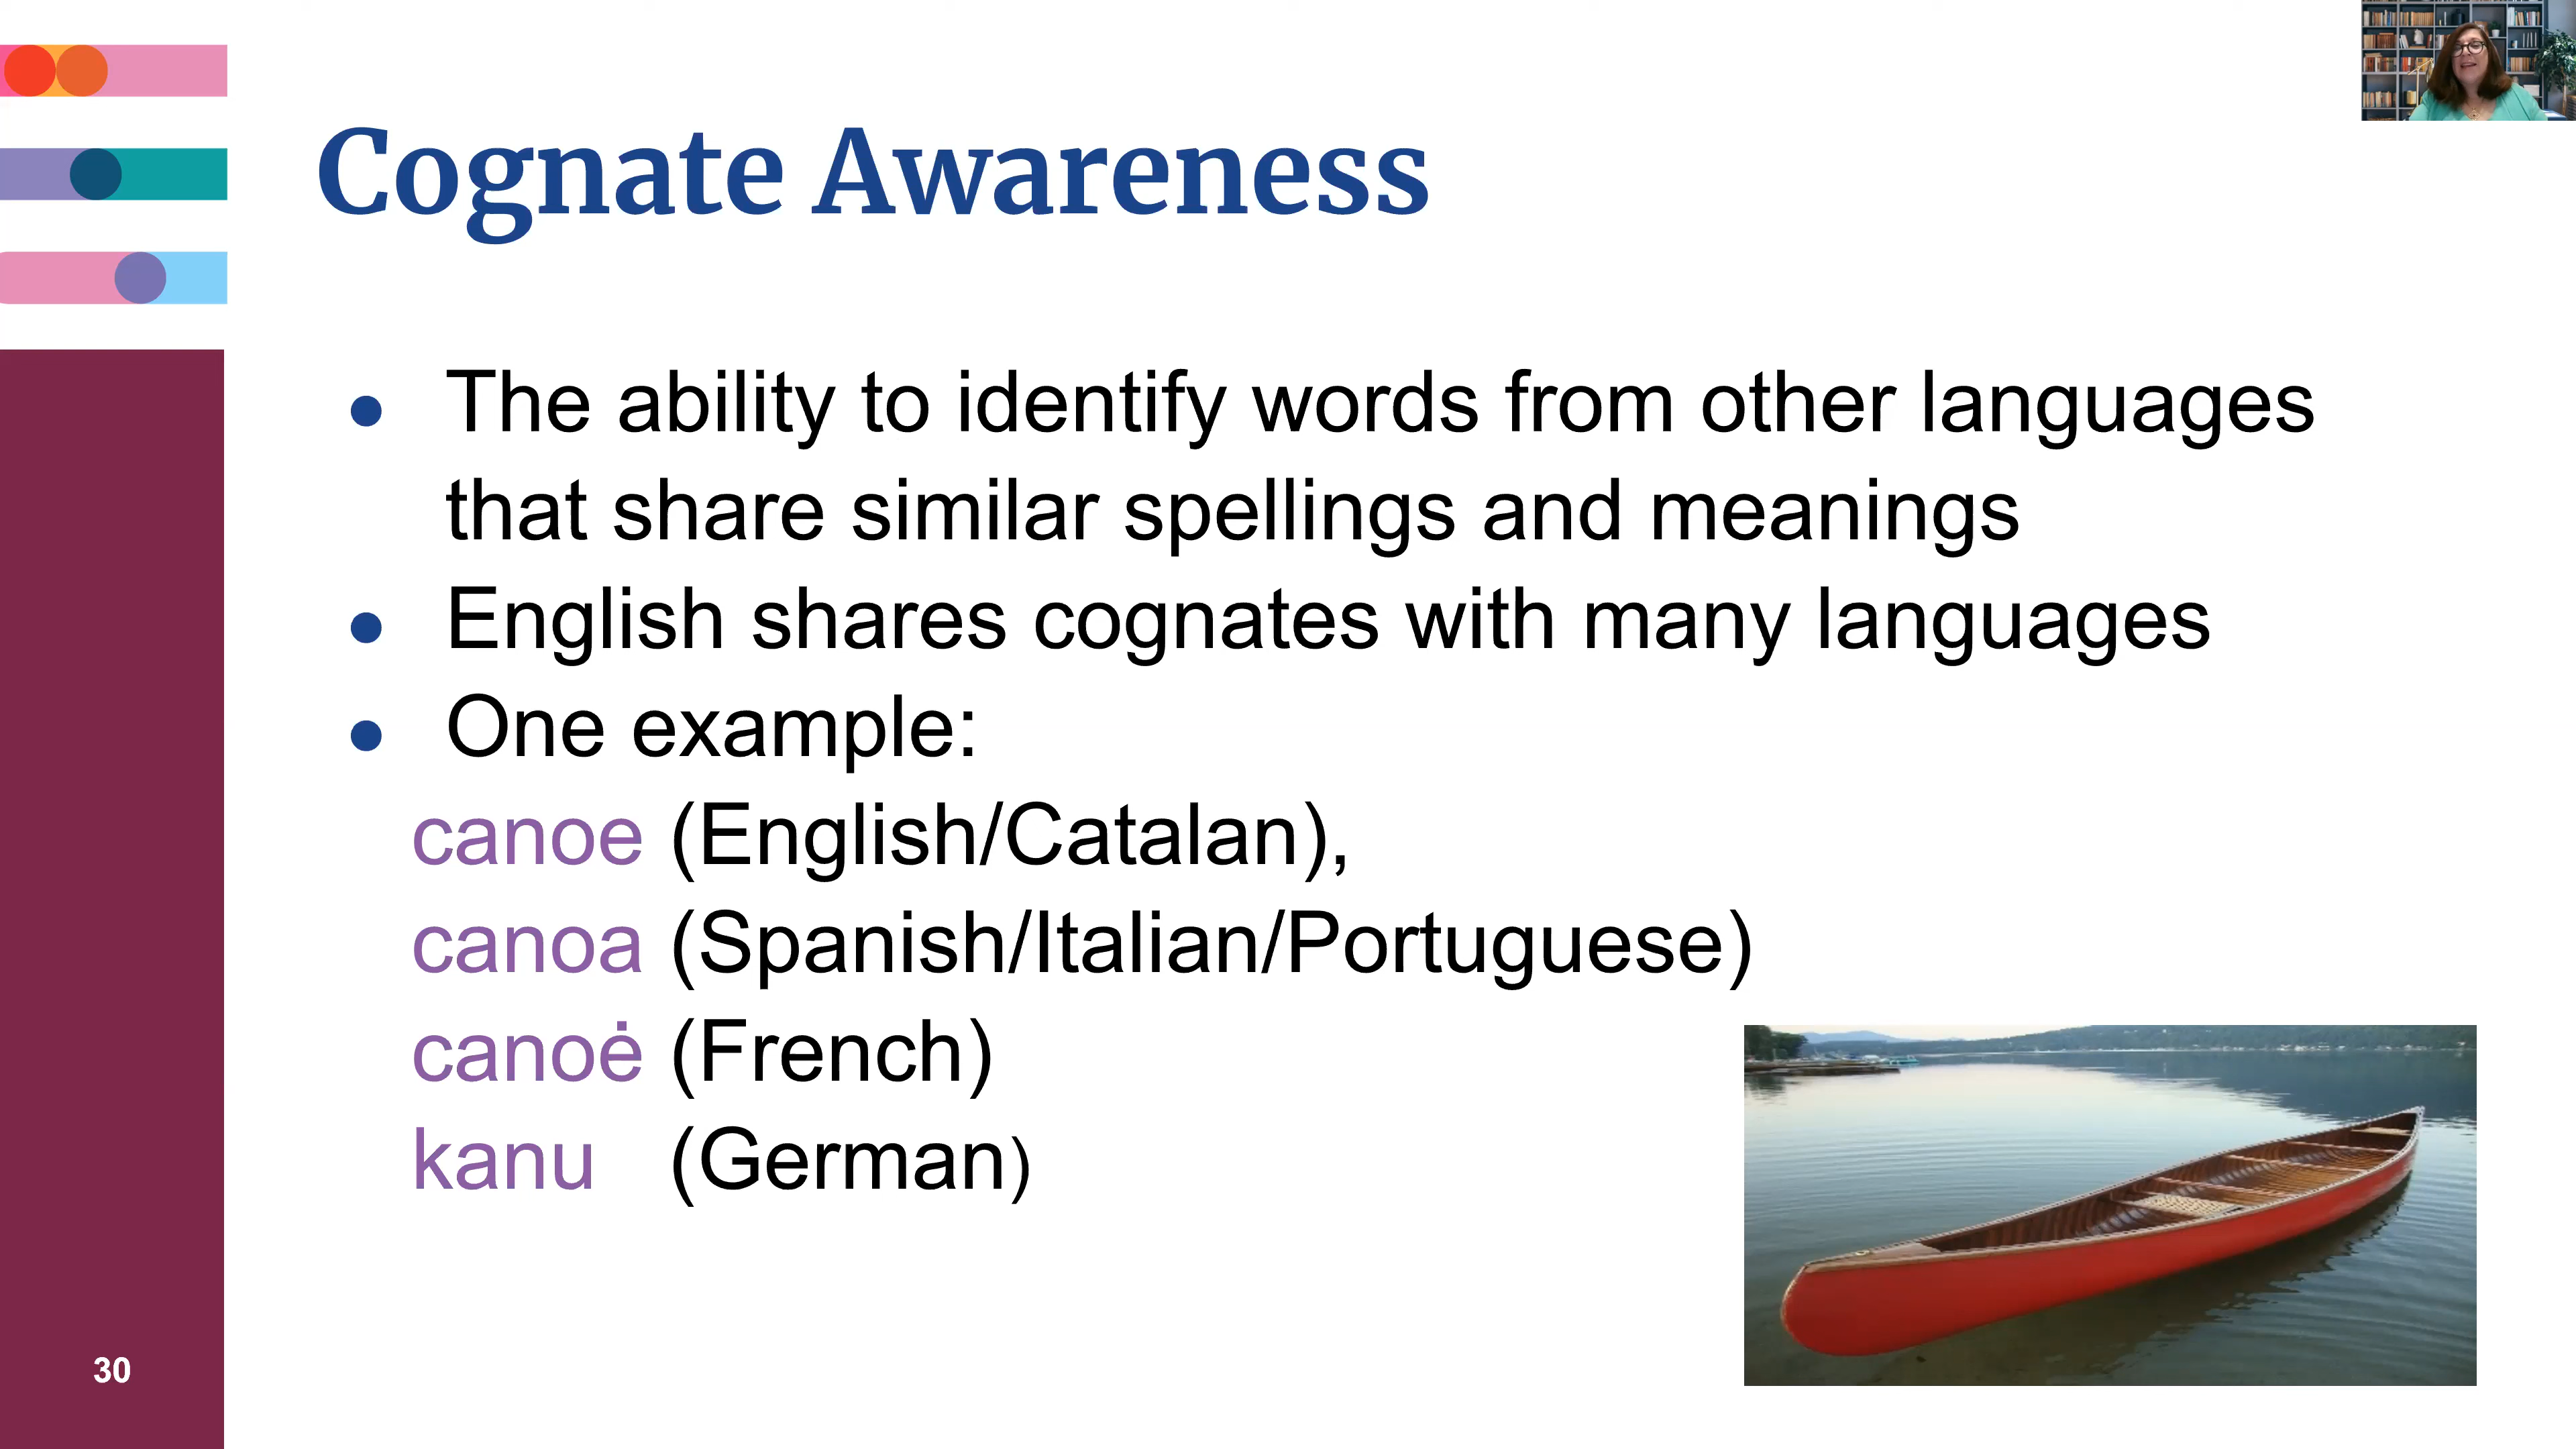 Cognate Awareness
● The ability to identify words from other languages
that share similar spellings and meanings
● English shares cognates with many languages
● One example:
canoe (English/Catalan),
canoa (Spanish/Italian/Portuguese)
canoė (French)
kanu (German)
30